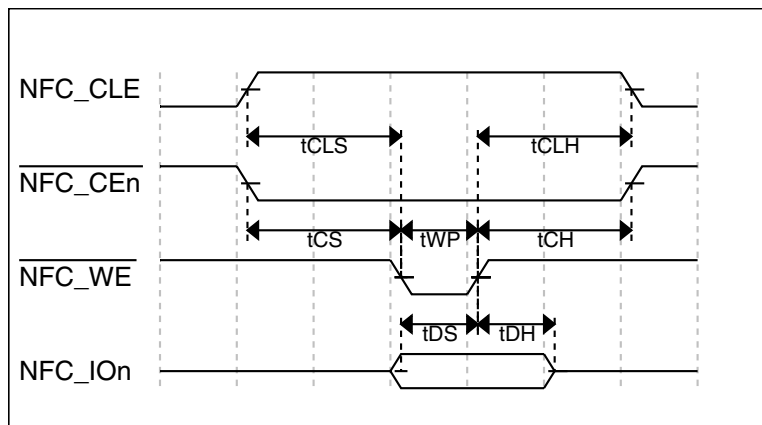 NFC_CLE
tCLS tCLH
NFC_CEn
tCS tWP tCH
NFC_WE
tDS tDH
NFC_IOn